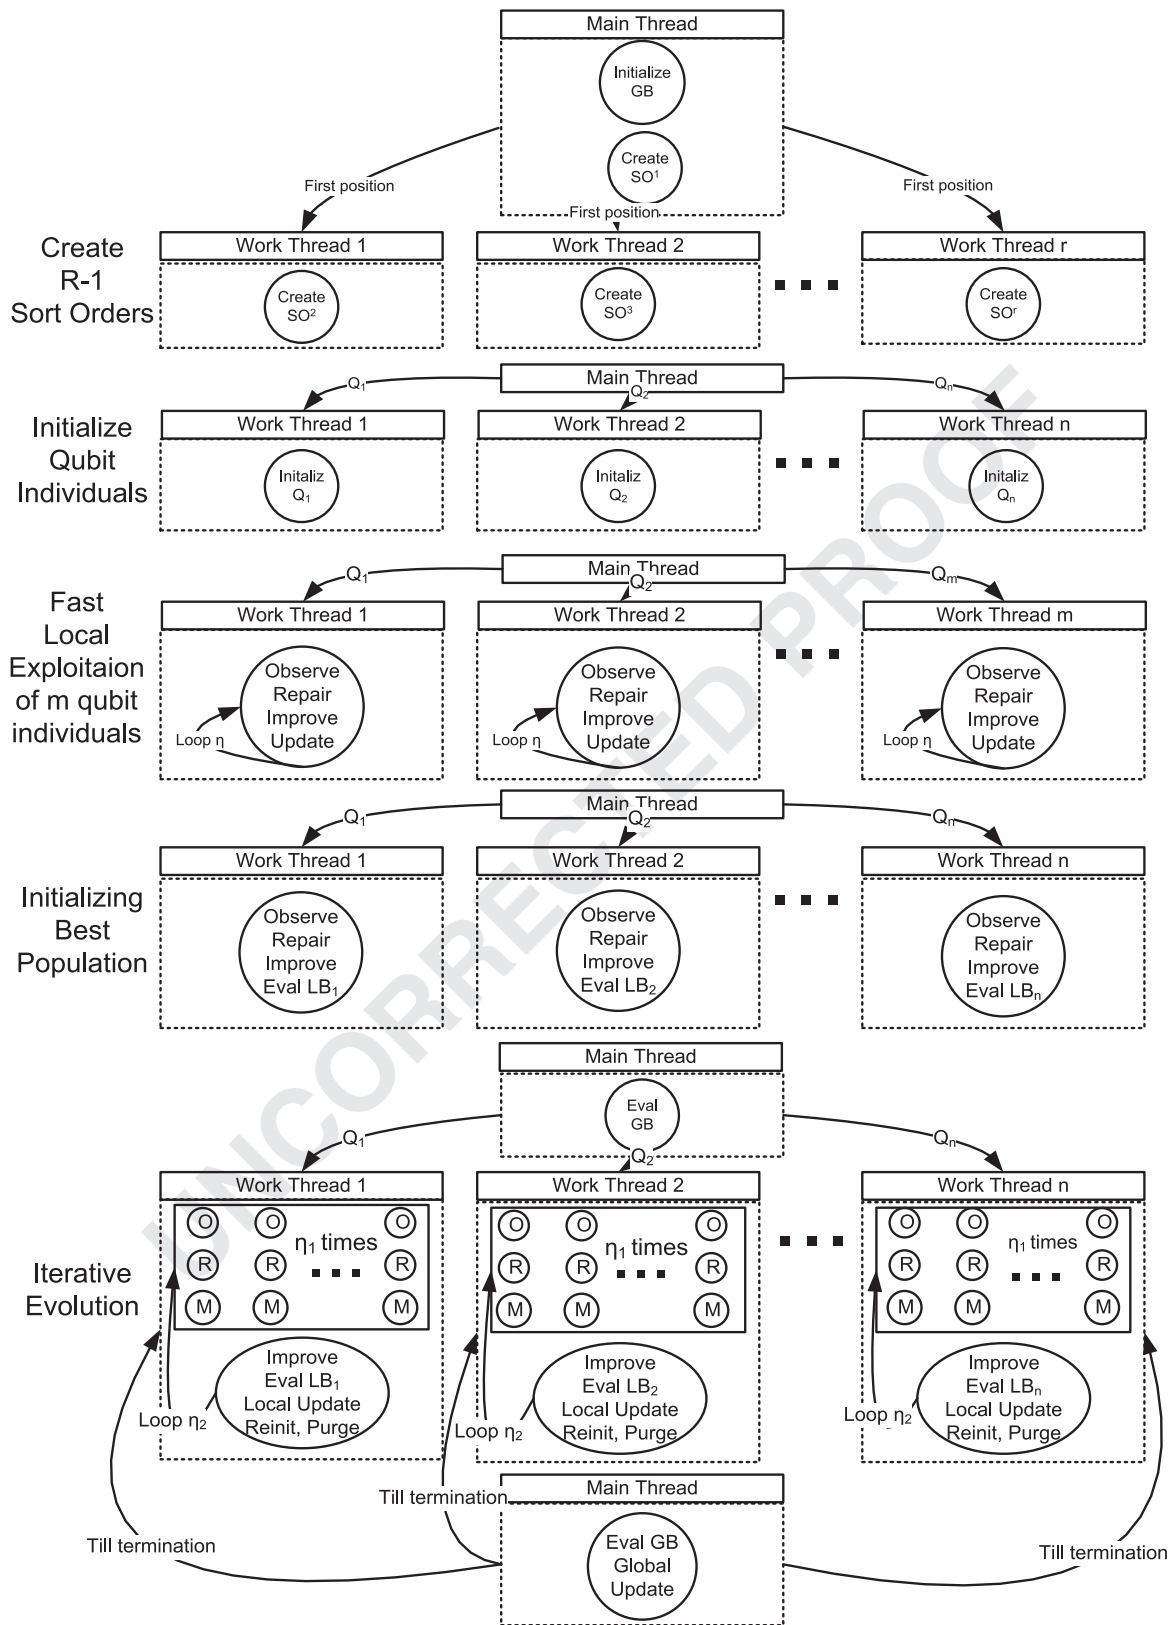 Main Thread
Initialize
GB
Create
SO¹
First position
First position
First position
Create
R-1
Sort Orders
Work Thread 1
Work Thread 2
Work Thread r
Create
SO²
Create
SO³
Create
SOʳ
Main Thread
Q₁
Q₂
Qₙ
Initialize
Qubit
Individuals
Work Thread 1
Work Thread 2
Work Thread n
Initaliz
Q₁
Initaliz
Q₂
Initaliz
Qₙ
Main Thread
Q₁
Q₂
Qₘ
Fast
Local
Exploitaion
of m qubit
individuals
Work Thread 1
Work Thread 2
Work Thread m
Observe
Repair
Improve
Update
Loop η
Observe
Repair
Improve
Update
Loop η
Observe
Repair
Improve
Update
Loop η
Main Thread
Q₁
Q₂
Qₙ
Initializing
Best
Population
Work Thread 1
Work Thread 2
Work Thread n
Observe
Repair
Improve
Eval LB₁
Observe
Repair
Improve
Eval LB₂
Observe
Repair
Improve
Eval LBₙ
Main Thread
Eval
GB
Q₁
Q₂
Qₙ
Iterative
Evolution
Work Thread 1
O O O
η₁ times
R R R
M M M
Improve
Eval LB₁
Local Update
Reinit, Purge
Loop η₂
Work Thread 2
O O O
η₁ times
R R R
M M M
Improve
Eval LB₂
Local Update
Reinit, Purge
Loop η₂
Work Thread n
O O O
η₁ times
R R R
M M M
Improve
Eval LBₙ
Local Update
Reinit, Purge
Loop η₂
Main Thread
Eval GB
Global
Update
Till termination
Till termination
Till termination
UNCORRECTED PROOF